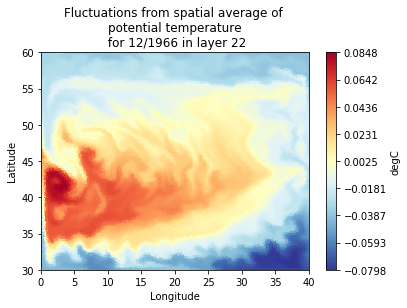 Fluctuations from spatial average of
potential temperature
for 12/1966 in layer 22
60
55
50
45
40
35
30
Latitude
0 5 10 15 20 25 30 35 40
Longitude
0.0848
0.0642
0.0436
0.0231
0.0025
−0.0181
−0.0387
−0.0593
−0.0798
degC